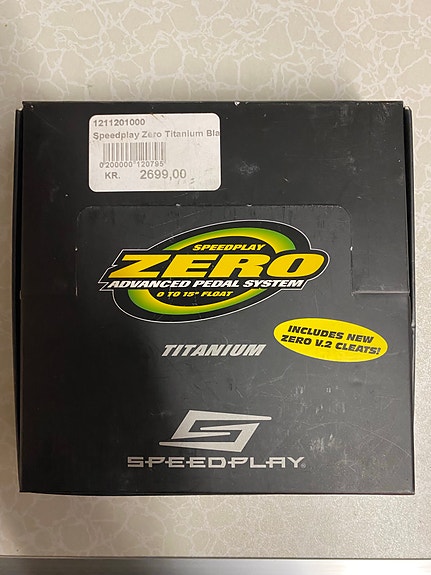 1211201000
Speedplay Zero Titanium Bla
0200000"120795"
KR. 2699,00
SPEEDPLAY
ZERO
ADVANCED PEDAL SYSTEM
0 TO 15° FLOAT
TITANIUM
INCLUDES NEW
ZERO V.2 CLEATS!
SPEEDPLAY®